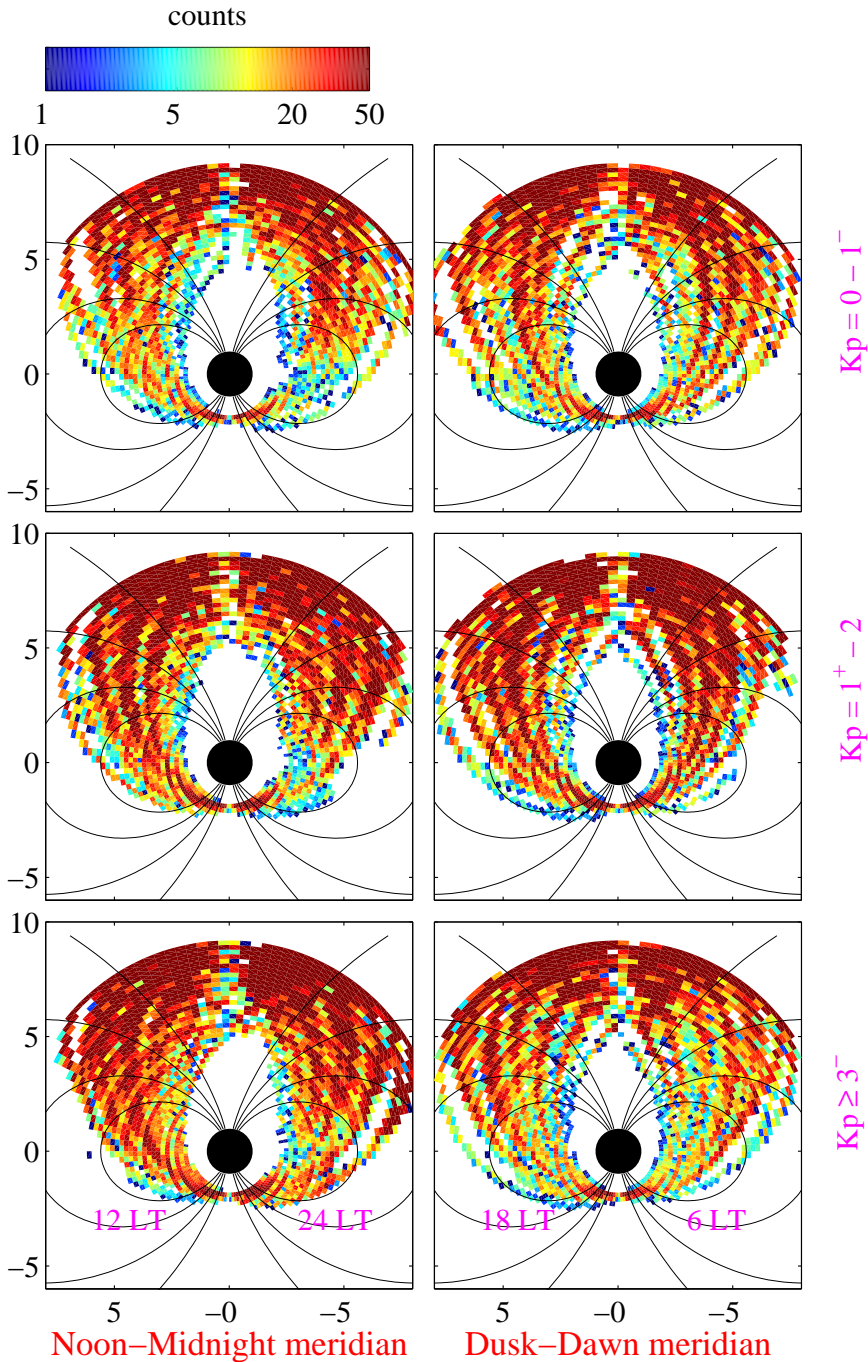 counts
1 5 20 50
10
5
0
−5
Kp = 0 − 1⁻
10
5
0
−5
Kp = 1⁺ − 2
10
5
0
−5
Kp ≥ 3⁻
12 LT 24 LT 18 LT 6 LT
5 −0 −5 5 −0 −5
Noon−Midnight meridian Dusk−Dawn meridian